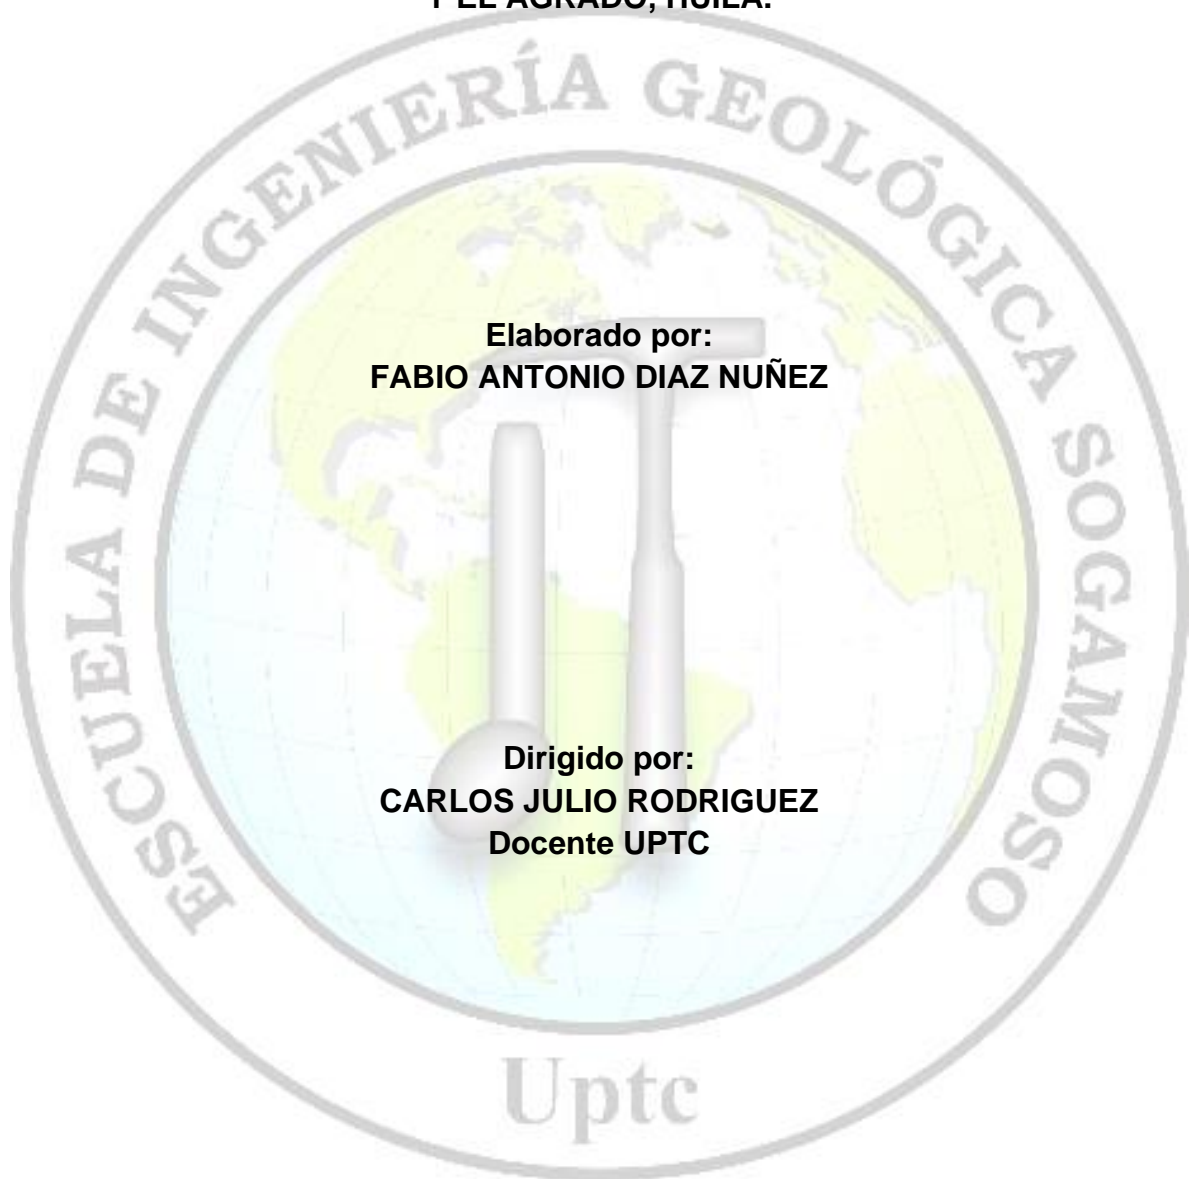 Y EL AGRADO, HUILA.
ESCUELA DE INGENIERÍA GEOLÓGICA SOGAMOSO
Elaborado por:
FABIO ANTONIO DIAZ NUÑEZ
Dirigido por:
CARLOS JULIO RODRIGUEZ
Docente UPTC
Uptc